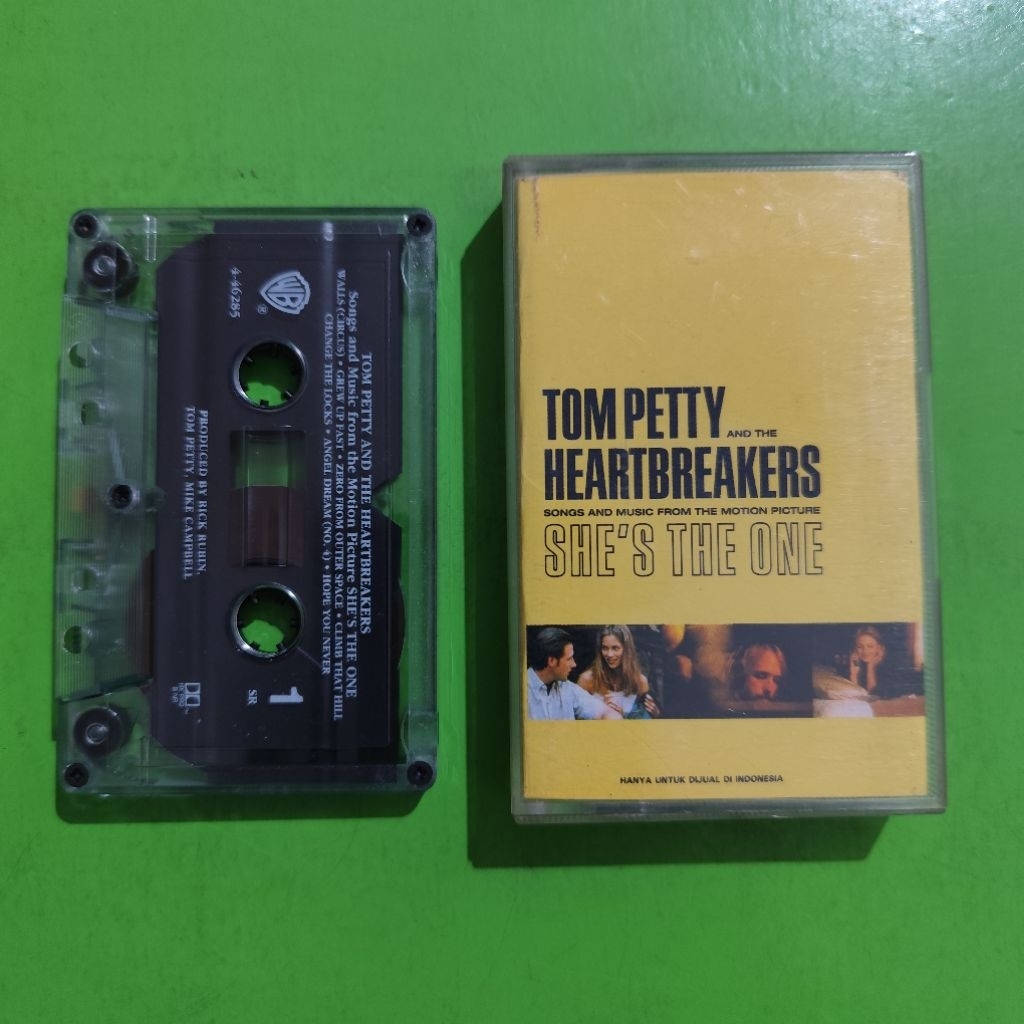 WB
®
4-46285
TOM PETTY AND THE HEARTBREAKERS
Songs and Music from the Motion Picture SHE'S THE ONE
WALLS (CIRCUS) • GREW UP FAST • ZERO FROM OUTER SPACE • CLIMB THAT HILL
CHANGE THE LOCKS • ANGEL DREAM (NO. 4) • HOPE YOU NEVER
PRODUCED BY RICK RUBIN,
TOM PETTY, MIKE CAMPBELL
1
SR
TOM PETTY AND THE
HEARTBREAKERS
SONGS AND MUSIC FROM THE MOTION PICTURE
SHE'S THE ONE
HANYA UNTUK DIJUAL DI INDONESIA